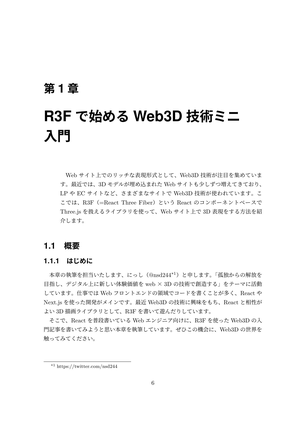 第 1 章
R3F で始める Web3D 技術ミニ
入門
Web サイト上でのリッチな表現形式として、Web3D 技術が注目を集めていま
す。最近では、3D モデルが埋め込まれた Web サイトも少しずつ増えてきており、
LP や EC サイトなど、さまざまなサイトで Web3D 技術が使われています。こ
こでは、R3F (=React Three Fiber) という React のコンポーネントベースで
Three.js を扱えるライブラリを使って、Web サイト上で 3D 表現をする方法を紹
介します。
1.1 概要
1.1.1 はじめに
本章の執筆を担当いたします、にっし (@nsd244*1) と申します。「孤独からの解放を
目指し、デジタル上に新しい体験価値を web × 3D の技術で創造する」をテーマに活動
しています。仕事では Web フロントエンドの領域でコードを書くことが多く、React や
Next.js を使った開発がメインです。最近 Web3D の技術に興味をもち、React と相性が
よい 3D 描画ライブラリとして、R3F を書いて遊んだりしています。
そこで、React を普段書いている Web エンジニア向けに、R3F を使った Web3D の入
門記事を書いてみようと思い本章を執筆しています。ぜひこの機会に、Web3D の世界を
触ってみてください。
*1 https://twitter.com/nsd244
6